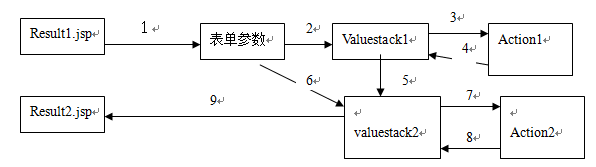 1
2
3
Result1.jsp
表单参数
Valuestack1
4
Action1
6
5
9
7
Result2.jsp
valuestack2
8
Action2